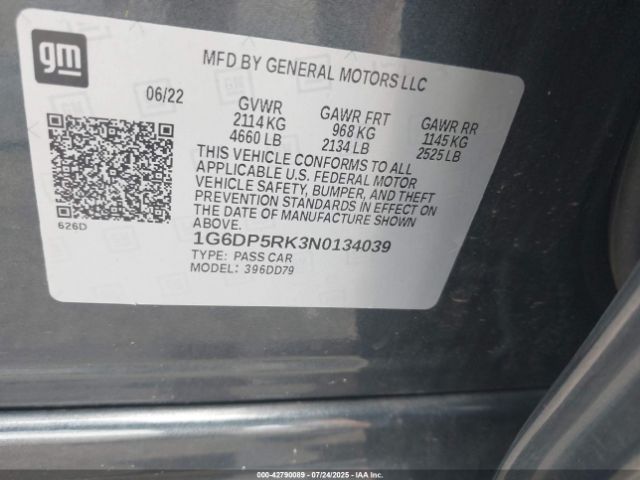 gm
MFD BY GENERAL MOTORS LLC
06/22
GVWR
2114 KG
4660 LB
GAWR FRT
968 KG
2134 LB
GAWR RR
1145 KG
2525 LB
THIS VEHICLE CONFORMS TO ALL
APPLICABLE U.S. FEDERAL MOTOR
VEHICLE SAFETY, BUMPER, AND THEFT
PREVENTION STANDARDS IN EFFECT ON
THE DATE OF MANUFACTURE SHOWN
ABOVE.
626D
1G6DP5RK3N0134039
TYPE: PASS CAR
MODEL: 396DD79
000-42790089 - 07/24/2025 - IAAI.COM